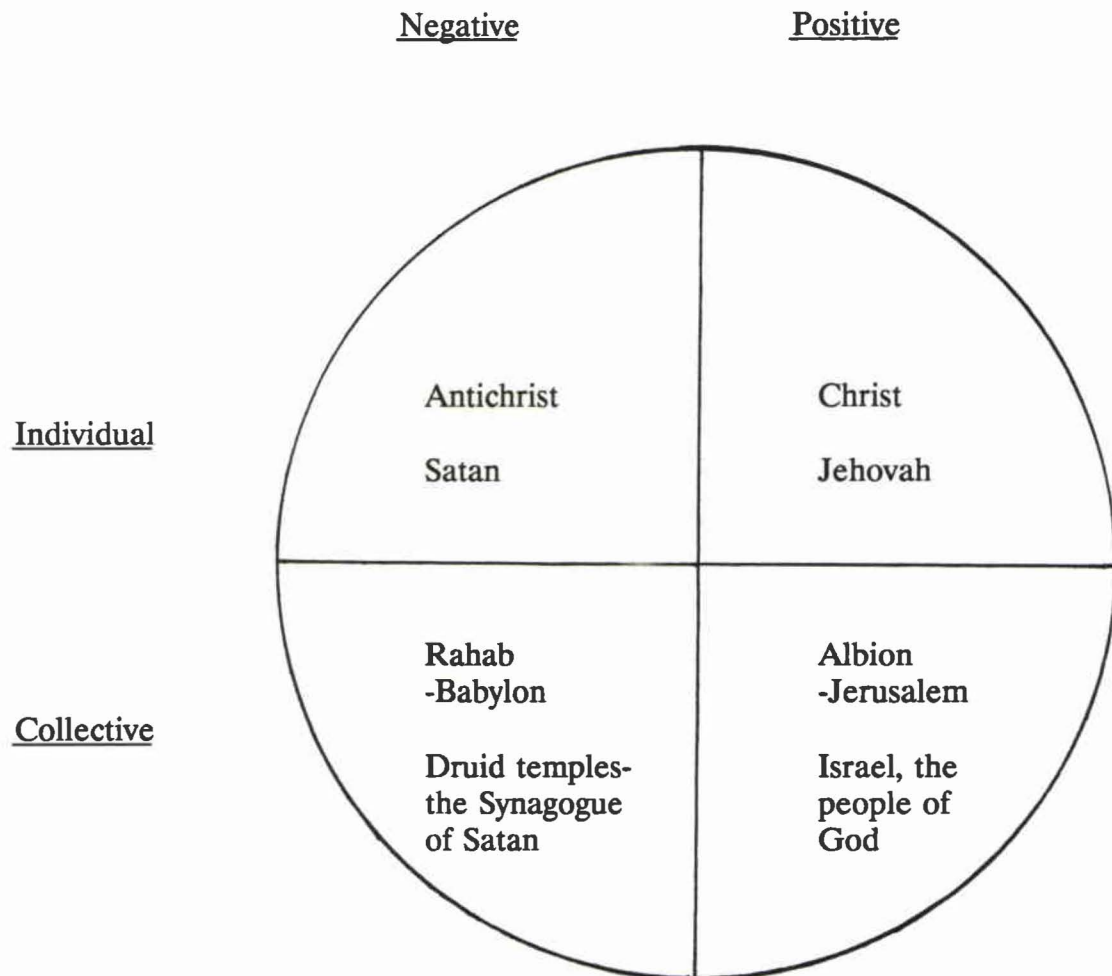 Negative
Positive
Individual
Antichrist
Satan
Christ
Jehovah
Collective
Rahab
-Babylon
Druid temples-
the Synagogue
of Satan
Albion
-Jerusalem
Israel, the
people of
God